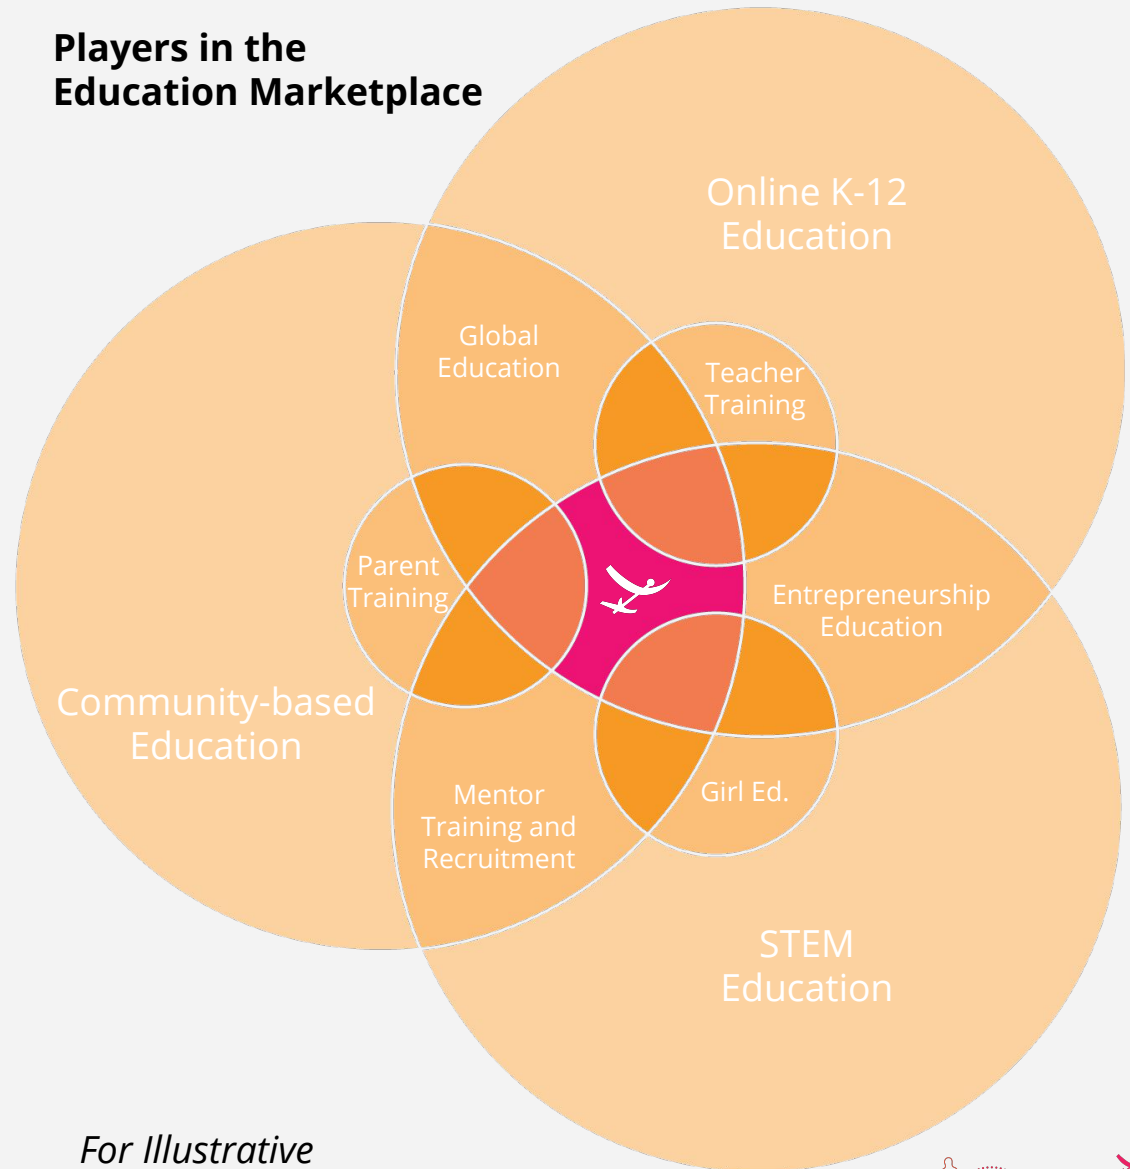 Players in the
Education Marketplace
Online K-12
Education
Global
Education
Teacher
Training
Parent
Training
Entrepreneurship
Education
Community-based
Education
Mentor
Training and
Recruitment
Girl Ed.
STEM
Education
For Illustrative